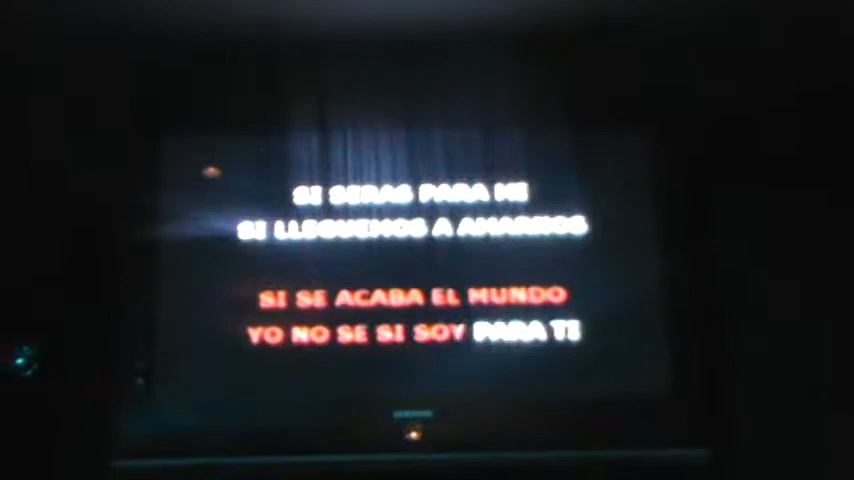 SI SERAS PARA MI
SI LLEGUEMOS A AMARNOS
SI SE ACABA EL MUNDO
YO NO SE SI SOY PARA TI